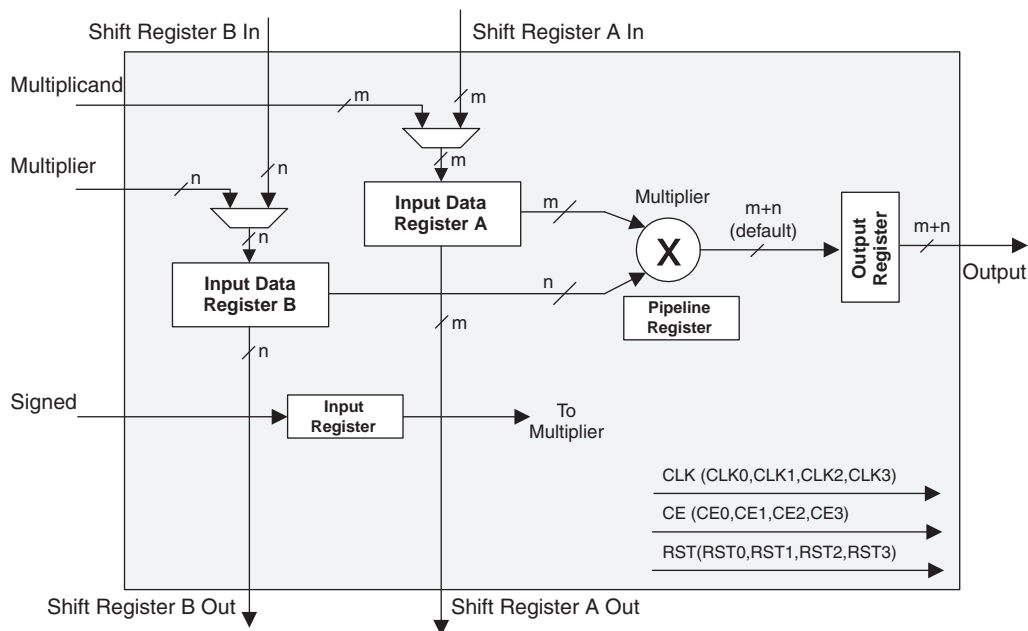 Shift Register B In
Shift Register A In
Multiplicand
m
m
Multiplier
n
n
m
Input Data
Register A
m
Multiplier
X
m+n
(default)
Output
Register
m+n
Output
n
Input Data
Register B
n
Pipeline
Register
m
n
Signed
Input
Register
To
Multiplier
CLK (CLK0,CLK1,CLK2,CLK3)
CE (CE0,CE1,CE2,CE3)
RST(RST0,RST1,RST2,RST3)
Shift Register B Out
Shift Register A Out